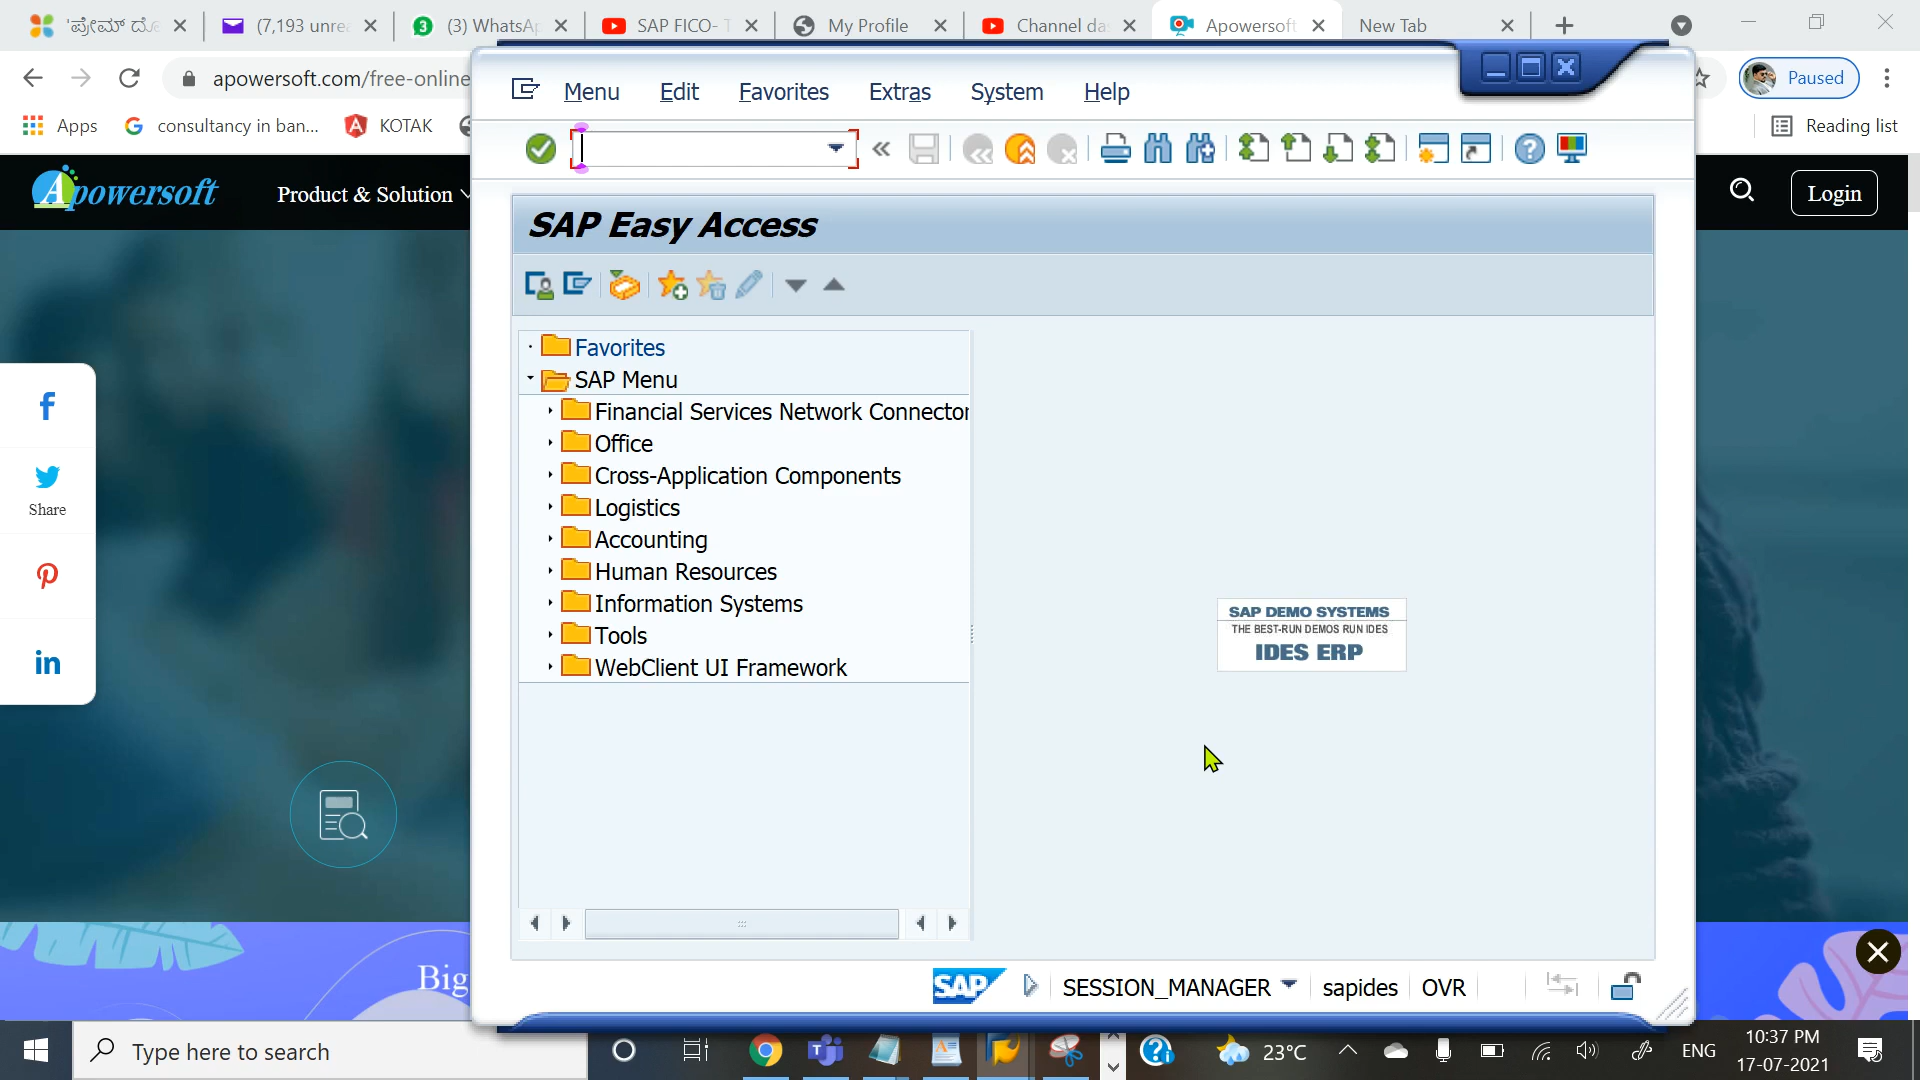 'ಪ್ರೇಮ್ ದೋ
(7,193 unre
3 (3) WhatsAp
SAP FICO- T
My Profile
Channel da
Apowersoft
New Tab
apowersoft.com/free-online
Paused
Apps
consultancy in ban...
KOTAK
Reading list
Menu Edit Favorites Extras System Help
Apowersoft
Product & Solution
Login
SAP Easy Access
Favorites
SAP Menu
Financial Services Network Connector
Office
Cross-Application Components
Logistics
Accounting
Human Resources
Information Systems
Tools
WebClient UI Framework
Share
SAP DEMO SYSTEMS
THE BEST-RUN DEMOS RUN IDES
IDES ERP
Big
SAP
SESSION_MANAGER
sapides
OVR
Type here to search
23°C
ENG
10:37 PM
17-07-2021